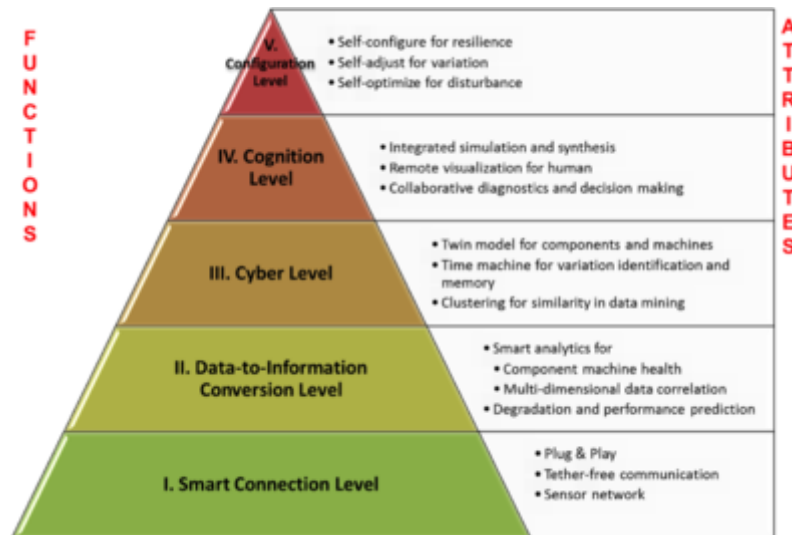 FUNCTIONS
ATTRIBUTES
V.
Configuration
Level
• Self-configure for resilience
• Self-adjust for variation
• Self-optimize for disturbance
IV. Cognition
Level
• Integrated simulation and synthesis
• Remote visualization for human
• Collaborative diagnostics and decision making
III. Cyber Level
• Twin model for components and machines
• Time machine for variation identification and
memory
• Clustering for similarity in data mining
II. Data-to-Information
Conversion Level
• Smart analytics for
• Component machine health
• Multi-dimensional data correlation
• Degradation and performance prediction
I. Smart Connection Level
• Plug & Play
• Tether-free communication
• Sensor network